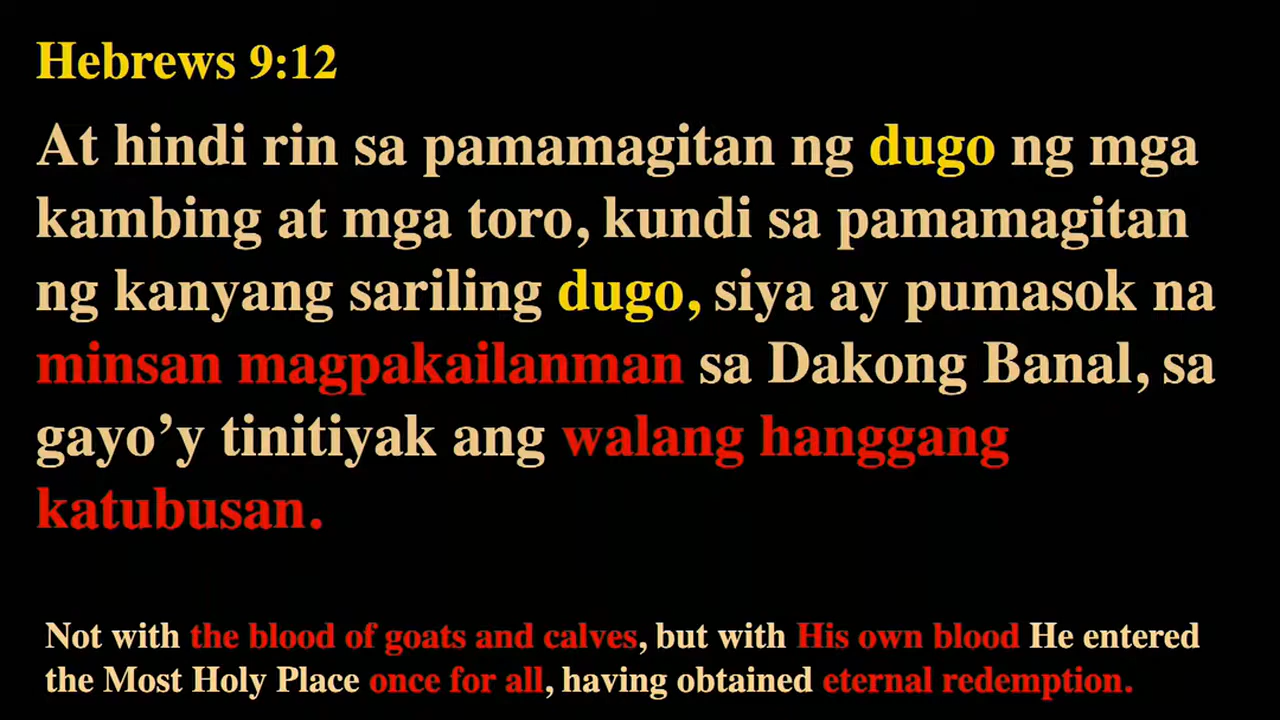 Hebrews 9:12
At hindi rin sa pamamagitan ng dugo ng mga
kambing at mga toro, kundi sa pamamagitan
ng kanyang sariling dugo, siya ay pumasok na
minsan magpakailanman sa Dakong Banal, sa
gayo’y tinitiyak ang walang hanggang
katubusan.
Not with the blood of goats and calves, but with His own blood He entered
the Most Holy Place once for all, having obtained eternal redemption.